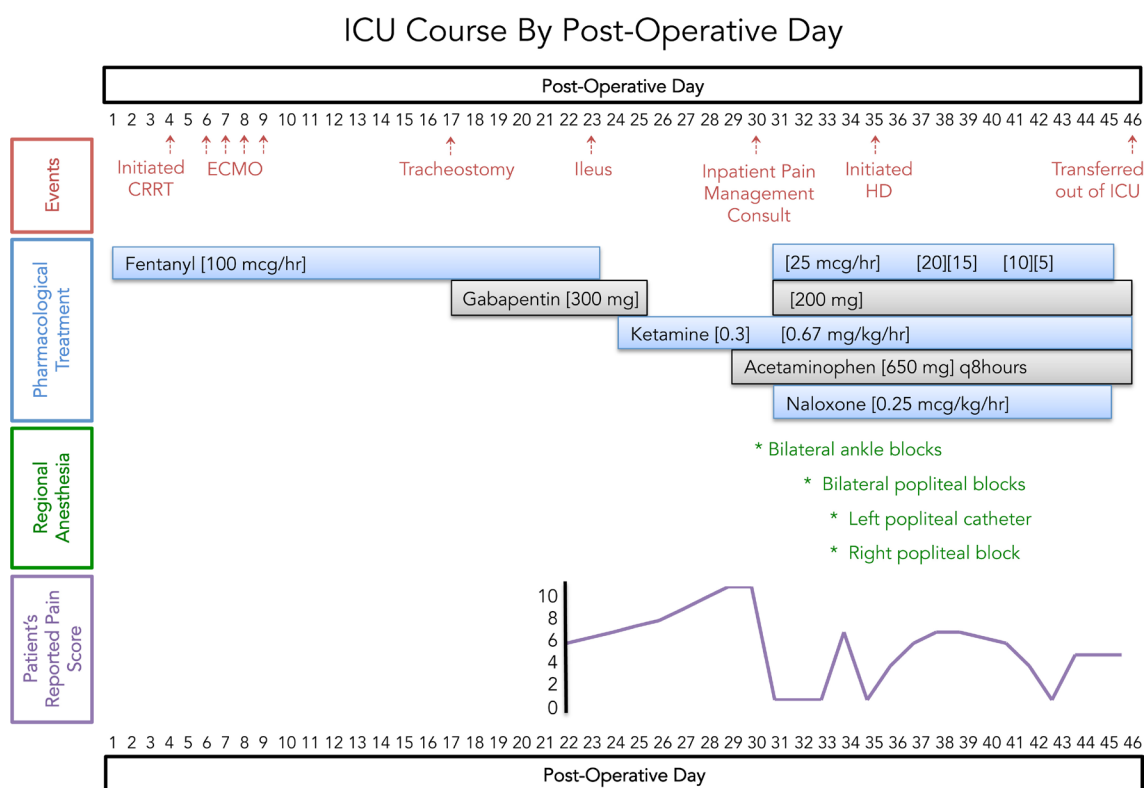 ICU Course By Post-Operative Day
Post-Operative Day
1 2 3 4 5 6 7 8 9 10 11 12 13 14 15 16 17 18 19 20 21 22 23 24 25 26 27 28 29 30 31 32 33 34 35 36 37 38 39 40 41 42 43 44 45 46
Events
Initiated
CRRT
ECMO
Tracheostomy
Ileus
Inpatient Pain
Management
Consult
Initiated
HD
Transferred
out of ICU
Pharmacological
Treatment
Fentanyl [100 mcg/hr]
[25 mcg/hr] [20][15] [10][5]
Gabapentin [300 mg]
[200 mg]
Ketamine [0.3] [0.67 mg/kg/hr]
Acetaminophen [650 mg] q8hours
Naloxone [0.25 mcg/kg/hr]
Regional
Anesthesia
* Bilateral ankle blocks
* Bilateral popliteal blocks
* Left popliteal catheter
* Right popliteal block
Patient's
Reported Pain
Score
10
8
6
4
2
0
1 2 3 4 5 6 7 8 9 10 11 12 13 14 15 16 17 18 19 20 21 22 23 24 25 26 27 28 29 30 31 32 33 34 35 36 37 38 39 40 41 42 43 44 45 46
Post-Operative Day